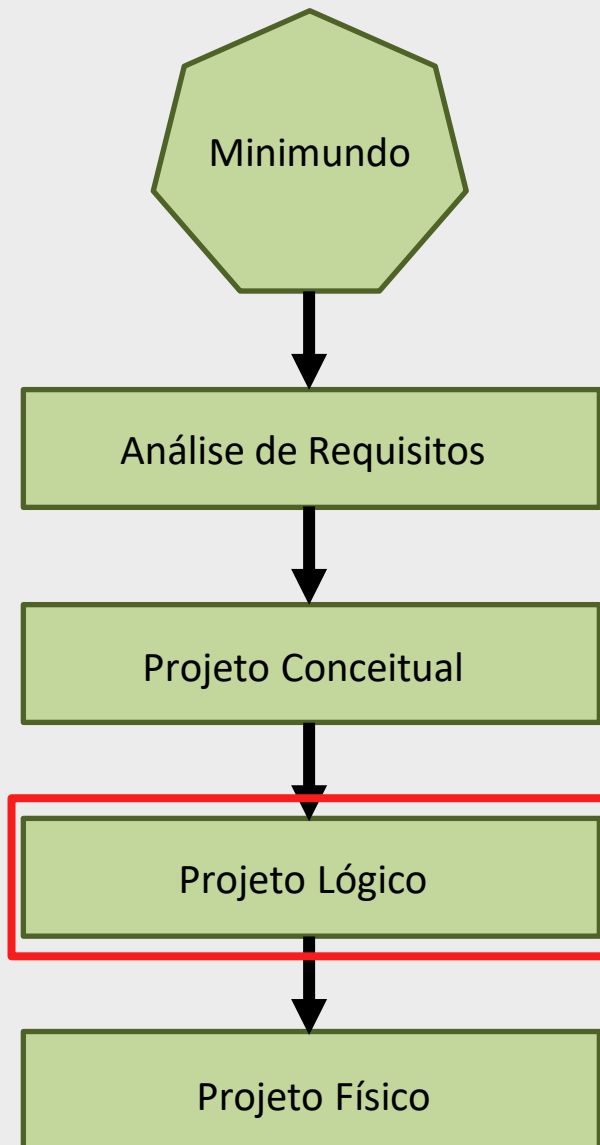 Minimundo
Análise de Requisitos
Projeto Conceitual
Projeto Lógico
Projeto Físico